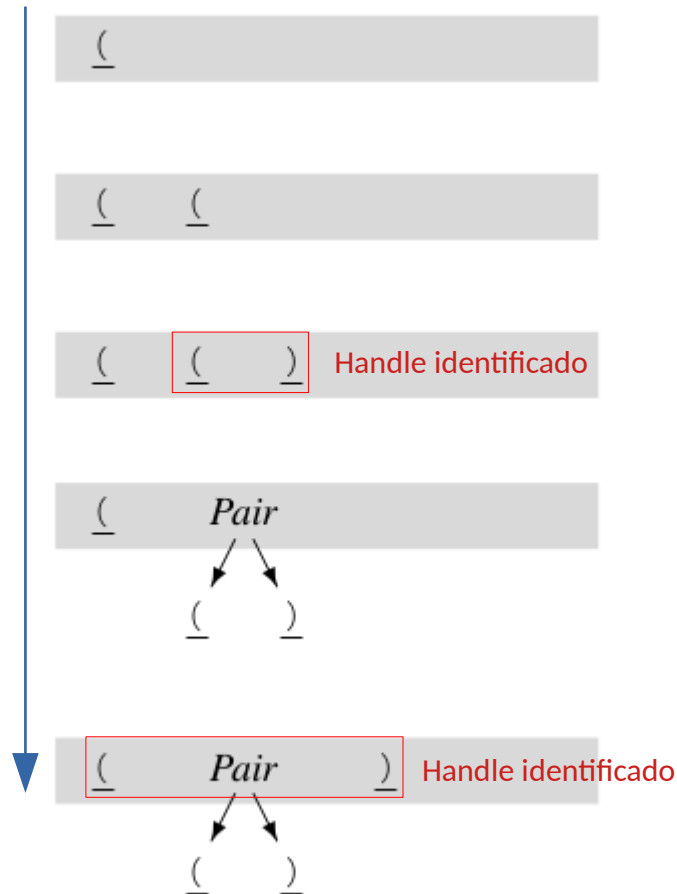 (
( (
( ( ) Handle identificado
( Pair
( )
( Pair ) Handle identificado
( )